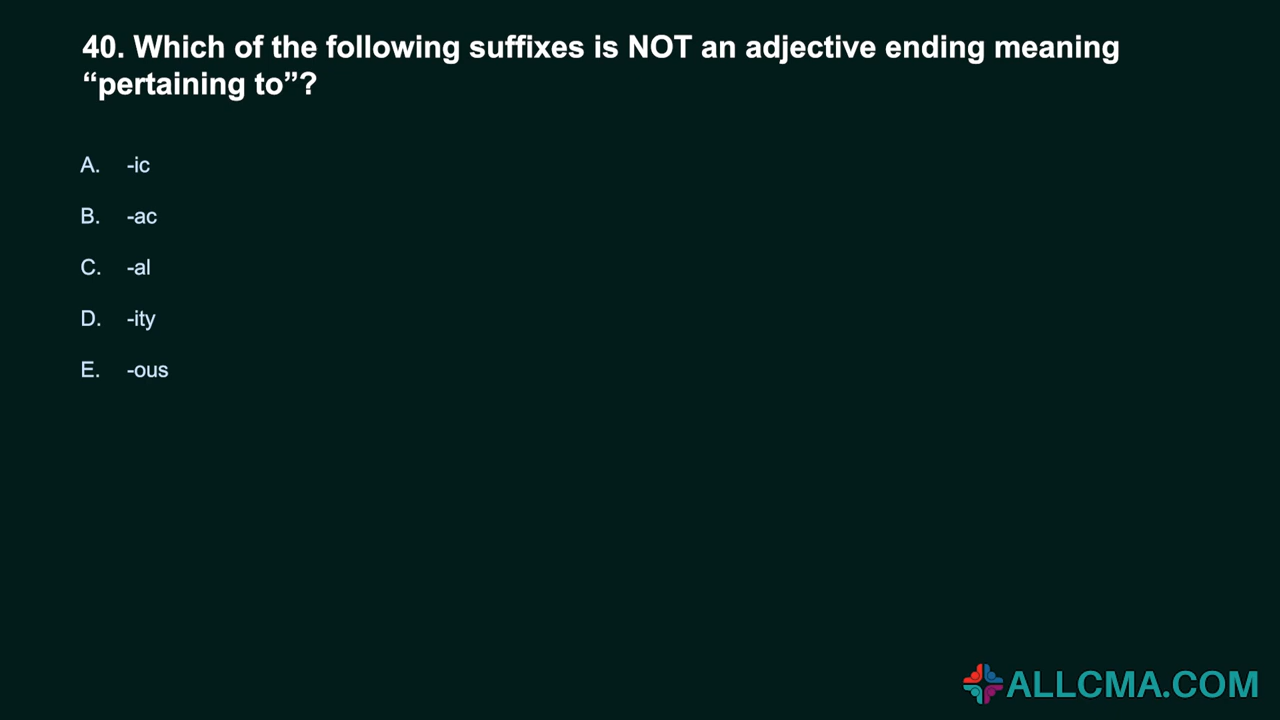 40. Which of the following suffixes is NOT an adjective ending meaning
“pertaining to”?
A. -ic
B. -ac
C. -al
D. -ity
E. -ous
ALLCMA.COM